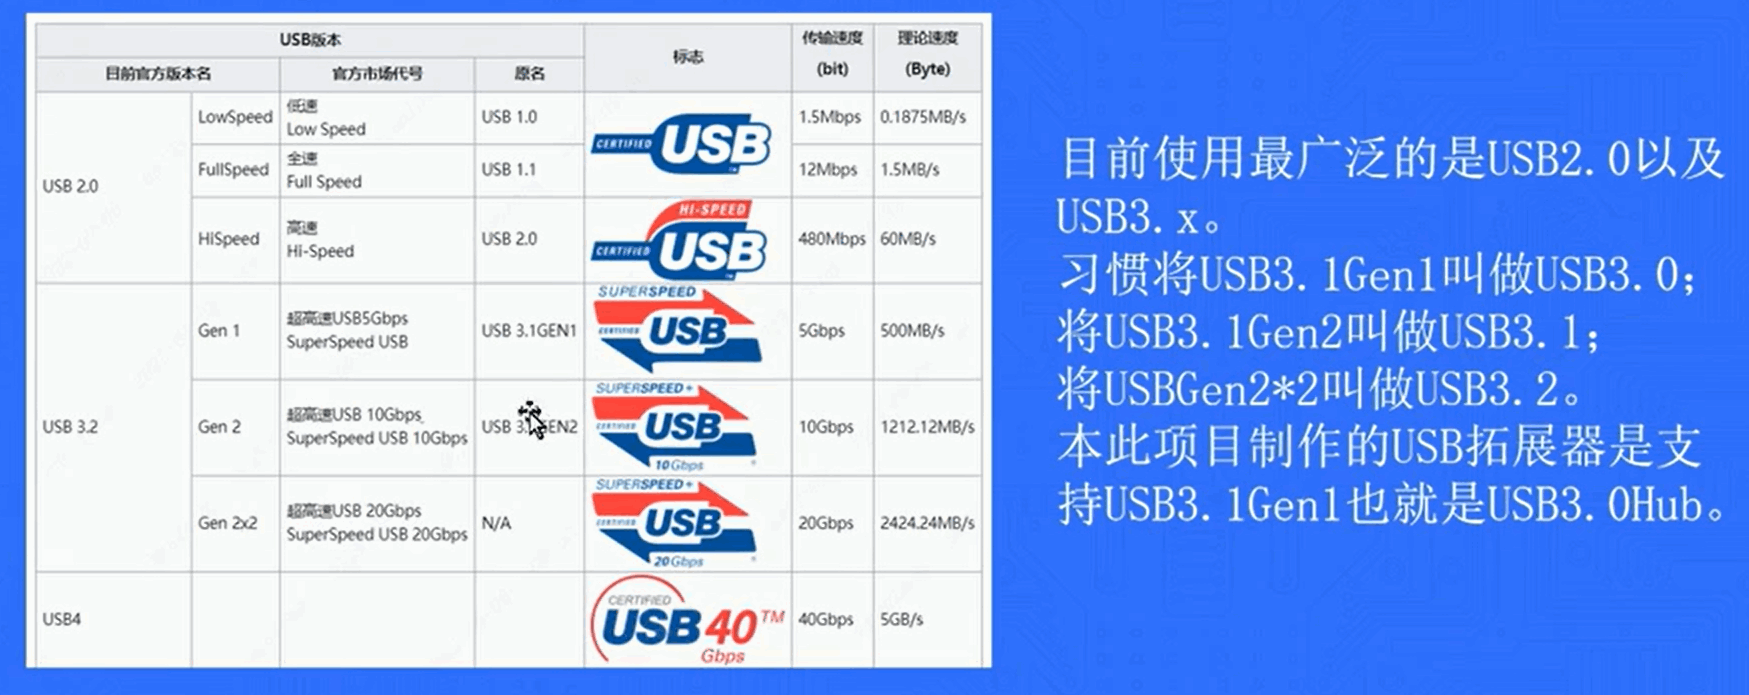 USB版本
标志
传输速度
(bit)
理论速度
(Byte)
目前官方版本名
官方市场代号
原名
USB 2.0
LowSpeed
低速
Low Speed
USB 1.0
CERTIFIED USB
1.5Mbps
0.1875MB/s
FullSpeed
全速
Full Speed
USB 1.1
12Mbps
1.5MB/s
HiSpeed
高速
Hi-Speed
USB 2.0
HI-SPEED
CERTIFIED USB
480Mbps
60MB/s
USB 3.2
Gen 1
超高速USB5Gbps
SuperSpeed USB
USB 3.1GEN1
SUPERSPEED
CERTIFIED USB
5Gbps
500MB/s
Gen 2
超高速USB 10Gbps
SuperSpeed USB 10Gbps
USB 3.1GEN2
SUPERSPEED+
CERTIFIED USB
10Gbps
10Gbps
1212.12MB/s
Gen 2x2
超高速USB 20Gbps
SuperSpeed USB 20Gbps
N/A
SUPERSPEED+
CERTIFIED USB
20Gbps
20Gbps
2424.24MB/s
USB4
CERTIFIED
USB 40 TM
Gbps
40Gbps
5GB/s
目前使用最广泛的是USB2.0以及
USB3.x。
习惯将USB3.1Gen1叫做USB3.0；
将USB3.1Gen2叫做USB3.1；
将USBGen2*2叫做USB3.2。
本此项目制作的USB拓展器是支
持USB3.1Gen1也就是USB3.0Hub。